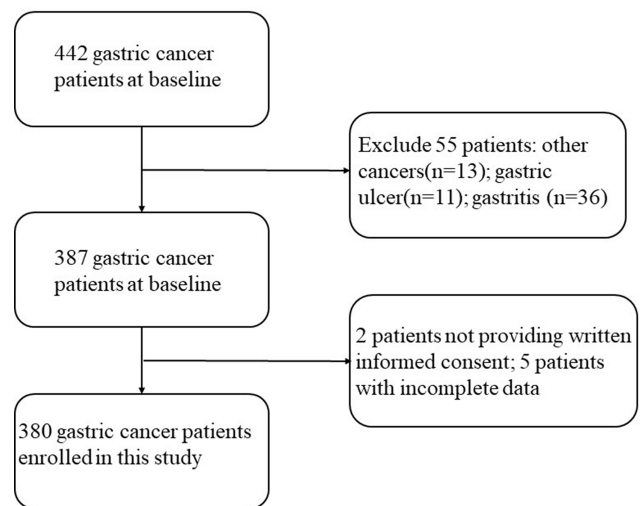 442 gastric cancer
patients at baseline
Exclude 55 patients: other
cancers(n=13); gastric
ulcer(n=11); gastritis (n=36)
387 gastric cancer
patients at baseline
2 patients not providing written
informed consent; 5 patients
with incomplete data
380 gastric cancer patients
enrolled in this study